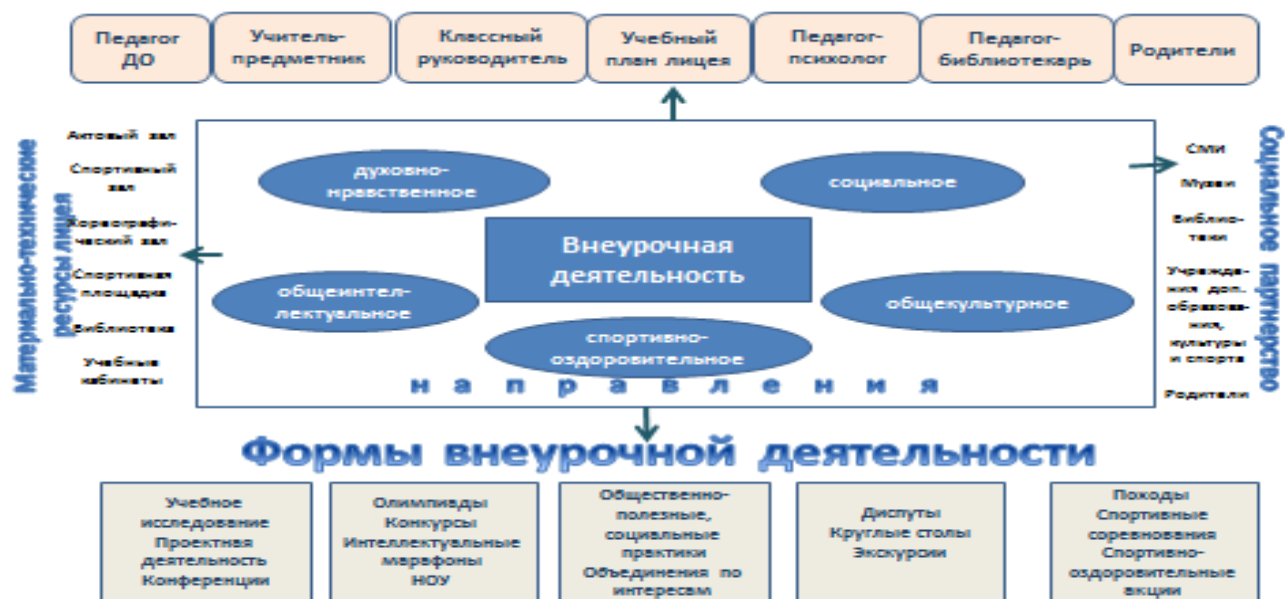 Педагог
ДО
Учитель-
предметник
Классный
руководитель
Учебный
план лицея
Педагог-
психолог
Педагог-
библиотекарь
Родители
Материально-технические
ресурсы лицея
Актовый зал
Спортивный
зал
Хореографи-
ческий зал
Спортивная
площадка
Библиотека
Учебные
кабинеты
духовно-
нравственное
социальное
Внеурочная
деятельность
общеинтел-
лектуальное
общекультурное
спортивно-
оздоровительное
направления
Социальное партнерство
СМИ
Музеи
Библио-
теки
Учрежде-
ния доп.
образова-
ния,
культуры
и спорта
Родители
Формы внеурочной деятельности
Учебное
исследование
Проектная
деятельность
Конференции
Олимпиады
Конкурсы
Интеллектуальные
марафоны
НОУ
Общественно-
полезные,
социальные
практики
Объединения по
интересам
Диспуты
Круглые столы
Экскурсии
Походы
Спортивные
соревнования
Спортивно-
оздоровительные
акции